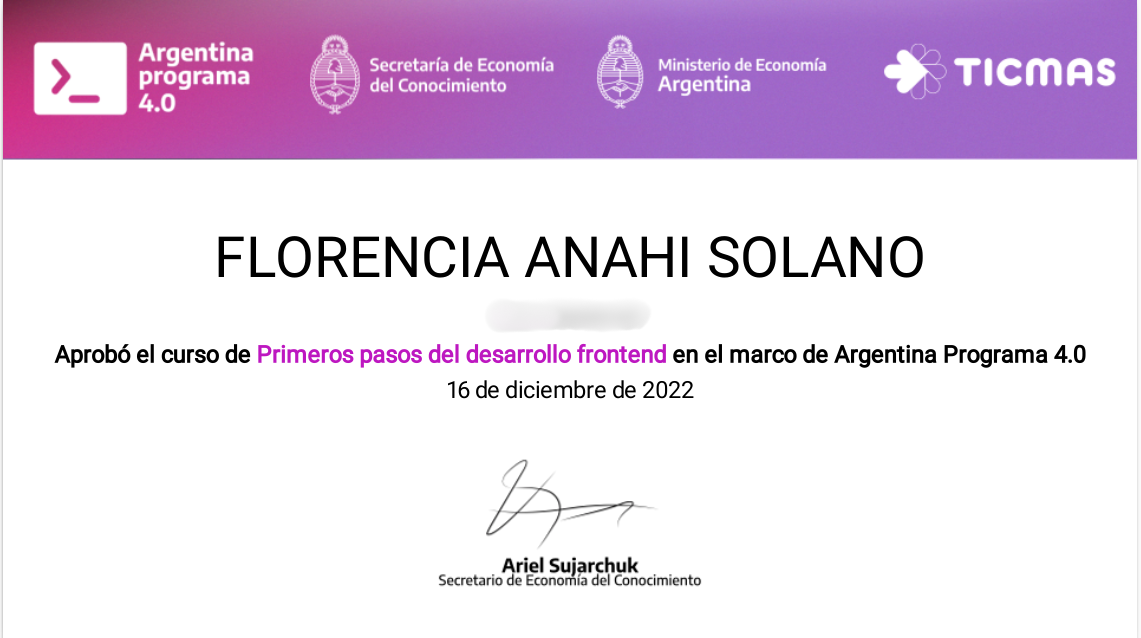 Argentina
programa
4.0
Secretaría de Economía
del Conocimiento
Ministerio de Economía
Argentina
TICMAS
FLORENCIA ANAHI SOLANO
Aprobó el curso de Primeros pasos del desarrollo frontend en el marco de Argentina Programa 4.0
16 de diciembre de 2022
Ariel Sujarchuk
Secretario de Economía del Conocimiento